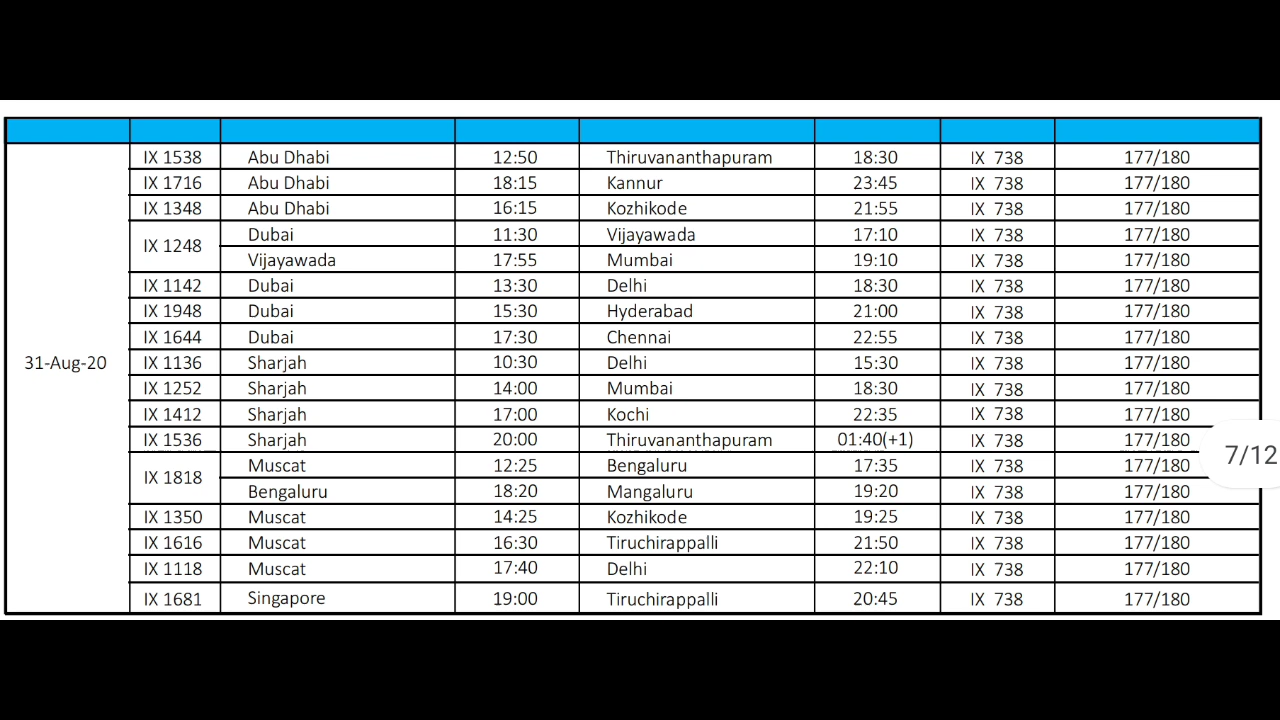 IX 1538 Abu Dhabi 12:50 Thiruvananthapuram 18:30 IX 738 177/180
IX 1716 Abu Dhabi 18:15 Kannur 23:45 IX 738 177/180
IX 1348 Abu Dhabi 16:15 Kozhikode 21:55 IX 738 177/180
IX 1248 Dubai 11:30 Vijayawada 17:10 IX 738 177/180
Vijayawada 17:55 Mumbai 19:10 IX 738 177/180
IX 1142 Dubai 13:30 Delhi 18:30 IX 738 177/180
IX 1948 Dubai 15:30 Hyderabad 21:00 IX 738 177/180
IX 1644 Dubai 17:30 Chennai 22:55 IX 738 177/180
31-Aug-20 IX 1136 Sharjah 10:30 Delhi 15:30 IX 738 177/180
IX 1252 Sharjah 14:00 Mumbai 18:30 IX 738 177/180
IX 1412 Sharjah 17:00 Kochi 22:35 IX 738 177/180
IX 1536 Sharjah 20:00 Thiruvananthapuram 01:40(+1) IX 738 177/180
7/12
IX 1818 Muscat 12:25 Bengaluru 17:35 IX 738 177/180
Bengaluru 18:20 Mangaluru 19:20 IX 738 177/180
IX 1350 Muscat 14:25 Kozhikode 19:25 IX 738 177/180
IX 1616 Muscat 16:30 Tiruchirappalli 21:50 IX 738 177/180
IX 1118 Muscat 17:40 Delhi 22:10 IX 738 177/180
IX 1681 Singapore 19:00 Tiruchirappalli 20:45 IX 738 177/180